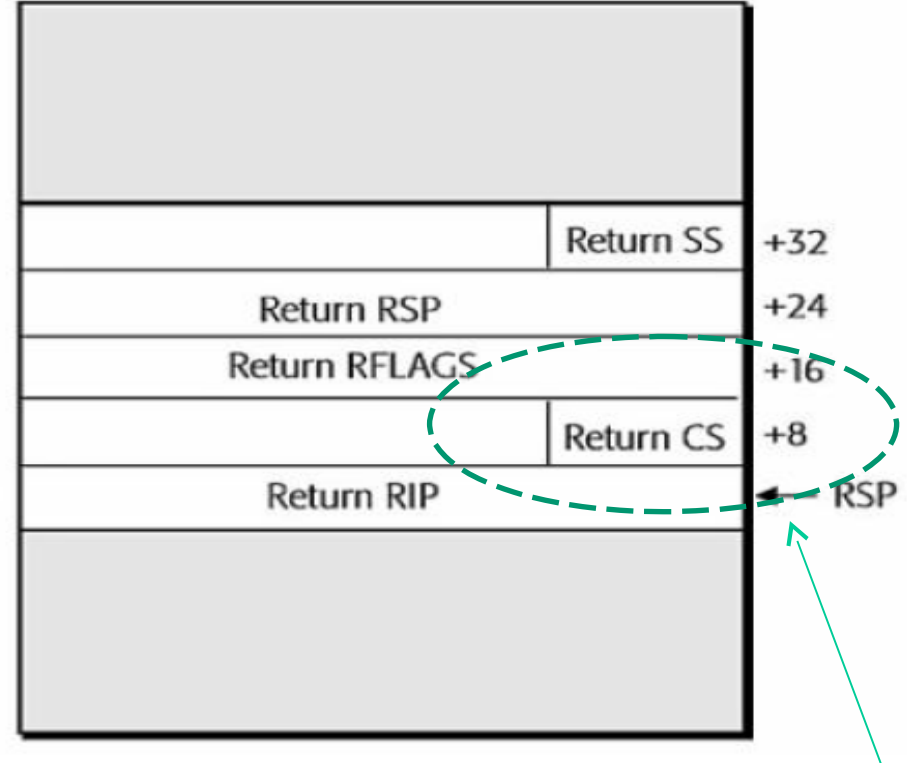 Return SS +32
Return RSP +24
Return RFLAGS +16
Return CS +8
Return RIP RSP